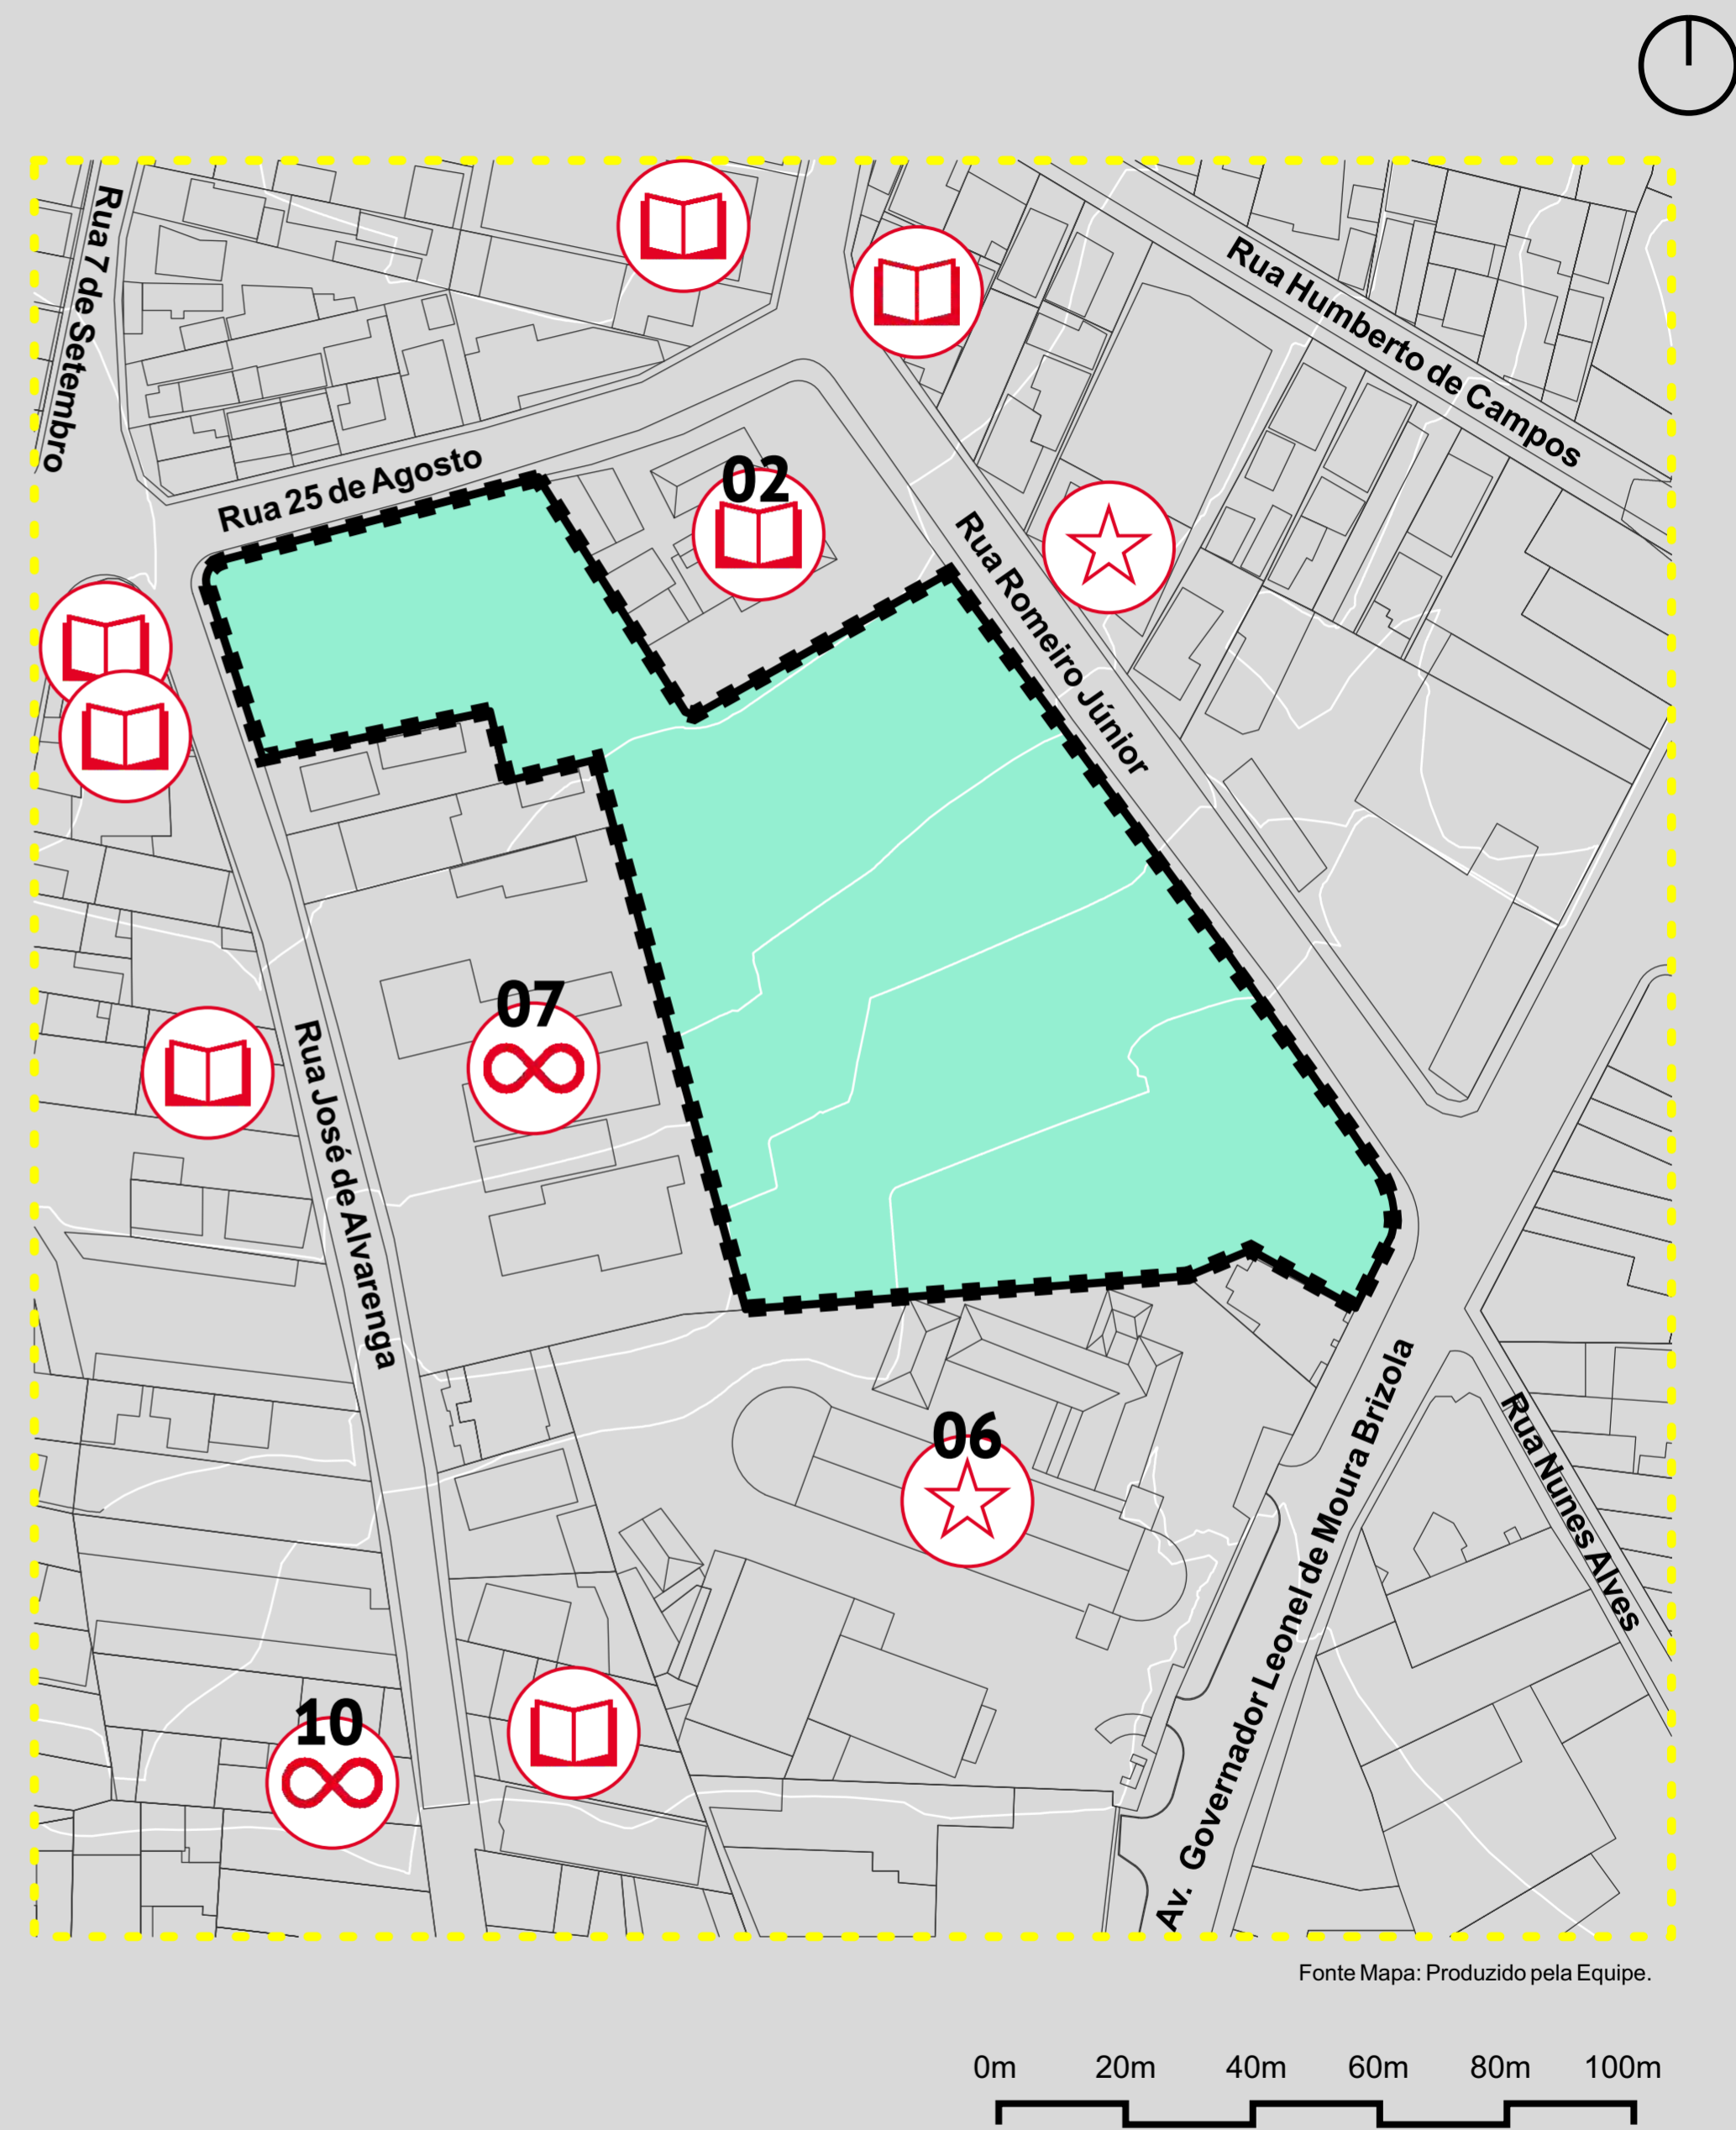 Rua 7 de Setembro
Rua Humberto de Campos
Rua 25 de Agosto
02
Rua Romeiro Júnior
07
Rua José de Alvarenga
06
Av. Governador Leonel de Moura Brizola
Rua Nunes Alves
10
Fonte Mapa: Produzido pela Equipe.
0m 20m 40m 60m 80m 100m